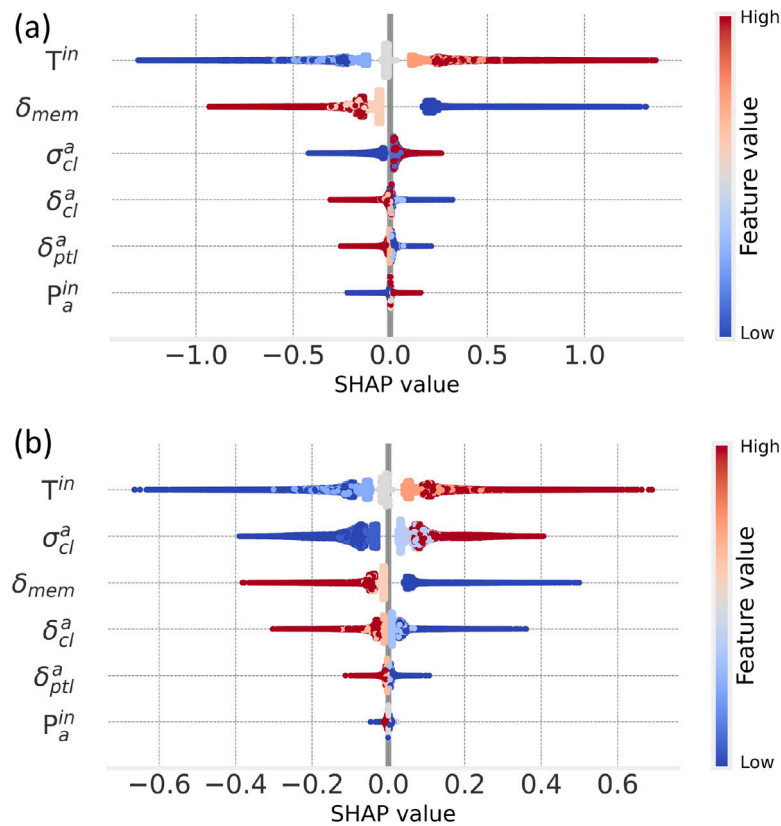 (a)
High
T^in
δ_mem
σ^a_cl
δ^a_cl
δ^a_ptl
P^in_a
Feature value
Low
−1.0 −0.5 0.0 0.5 1.0
SHAP value
(b)
High
T^in
σ^a_cl
δ_mem
δ^a_cl
δ^a_ptl
P^in_a
Feature value
Low
−0.6 −0.4 −0.2 0.0 0.2 0.4 0.6
SHAP value